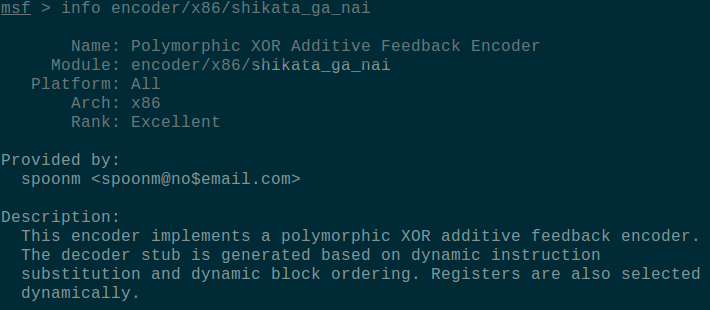 msf > info encoder/x86/shikata_ga_nai
Name: Polymorphic XOR Additive Feedback Encoder
Module: encoder/x86/shikata_ga_nai
Platform: All
Arch: x86
Rank: Excellent
Provided by:
spoonm <spoonm@no$email.com>
Description:
This encoder implements a polymorphic XOR additive feedback encoder.
The decoder stub is generated based on dynamic instruction
substitution and dynamic block ordering. Registers are also selected
dynamically.